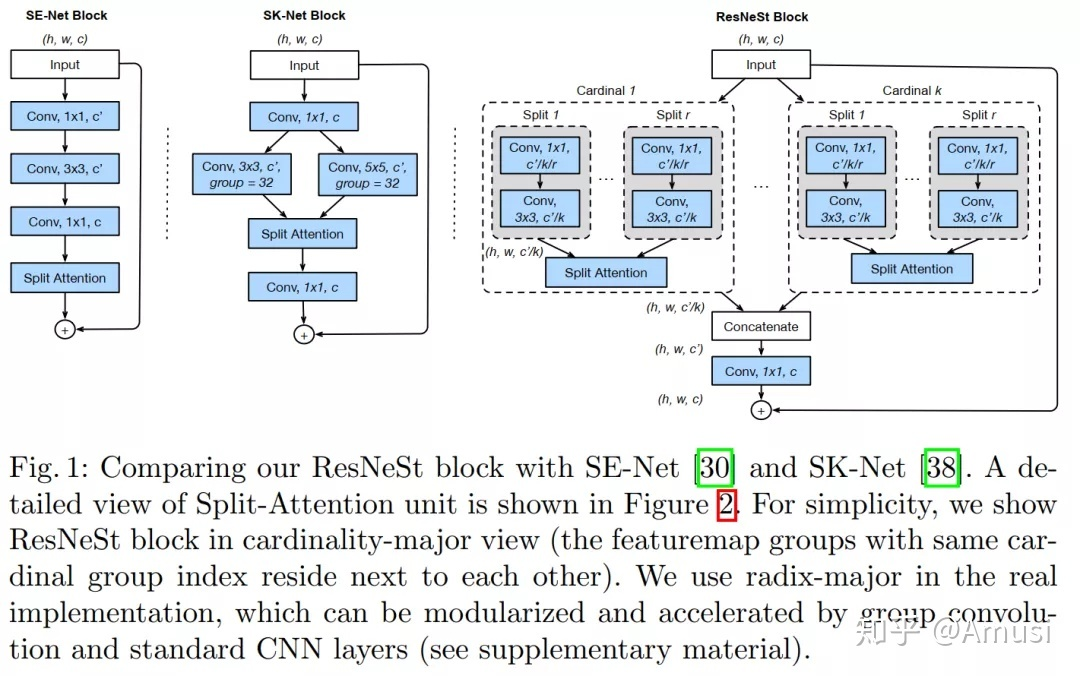 SE-Net Block
(h, w, c)
Input
Conv, 1x1, c'
Conv, 3x3, c'
Conv, 1x1, c
Split Attention
+
SK-Net Block
(h, w, c)
Input
Conv, 1x1, c
Conv, 3x3, c',
group = 32
Conv, 5x5, c',
group = 32
Split Attention
Conv, 1x1, c
+
ResNeSt Block
(h, w, c)
Input
Cardinal 1
Split 1
Conv, 1x1,
c'/k/r
Conv,
3x3, c'/k
...
Split r
Conv, 1x1,
c'/k/r
Conv,
3x3, c'/k
(h, w, c'/k)
Split Attention
...
Cardinal k
Split 1
Conv, 1x1,
c'/k/r
Conv,
3x3, c'/k
...
Split r
Conv, 1x1,
c'/k/r
Conv,
3x3, c'/k
Split Attention
(h, w, c'/k)
Concatenate
(h, w, c')
Conv, 1x1, c
(h, w, c)
+
Fig. 1: Comparing our ResNeSt block with SE-Net [30] and SK-Net [38]. A de-
tailed view of Split-Attention unit is shown in Figure 2. For simplicity, we show
ResNeSt block in cardinality-major view (the featuremap groups with same car-
dinal group index reside next to each other). We use radix-major in the real
implementation, which can be modularized and accelerated by group convolu-
tion and standard CNN layers (see supplementary material).
知乎 @Amusi